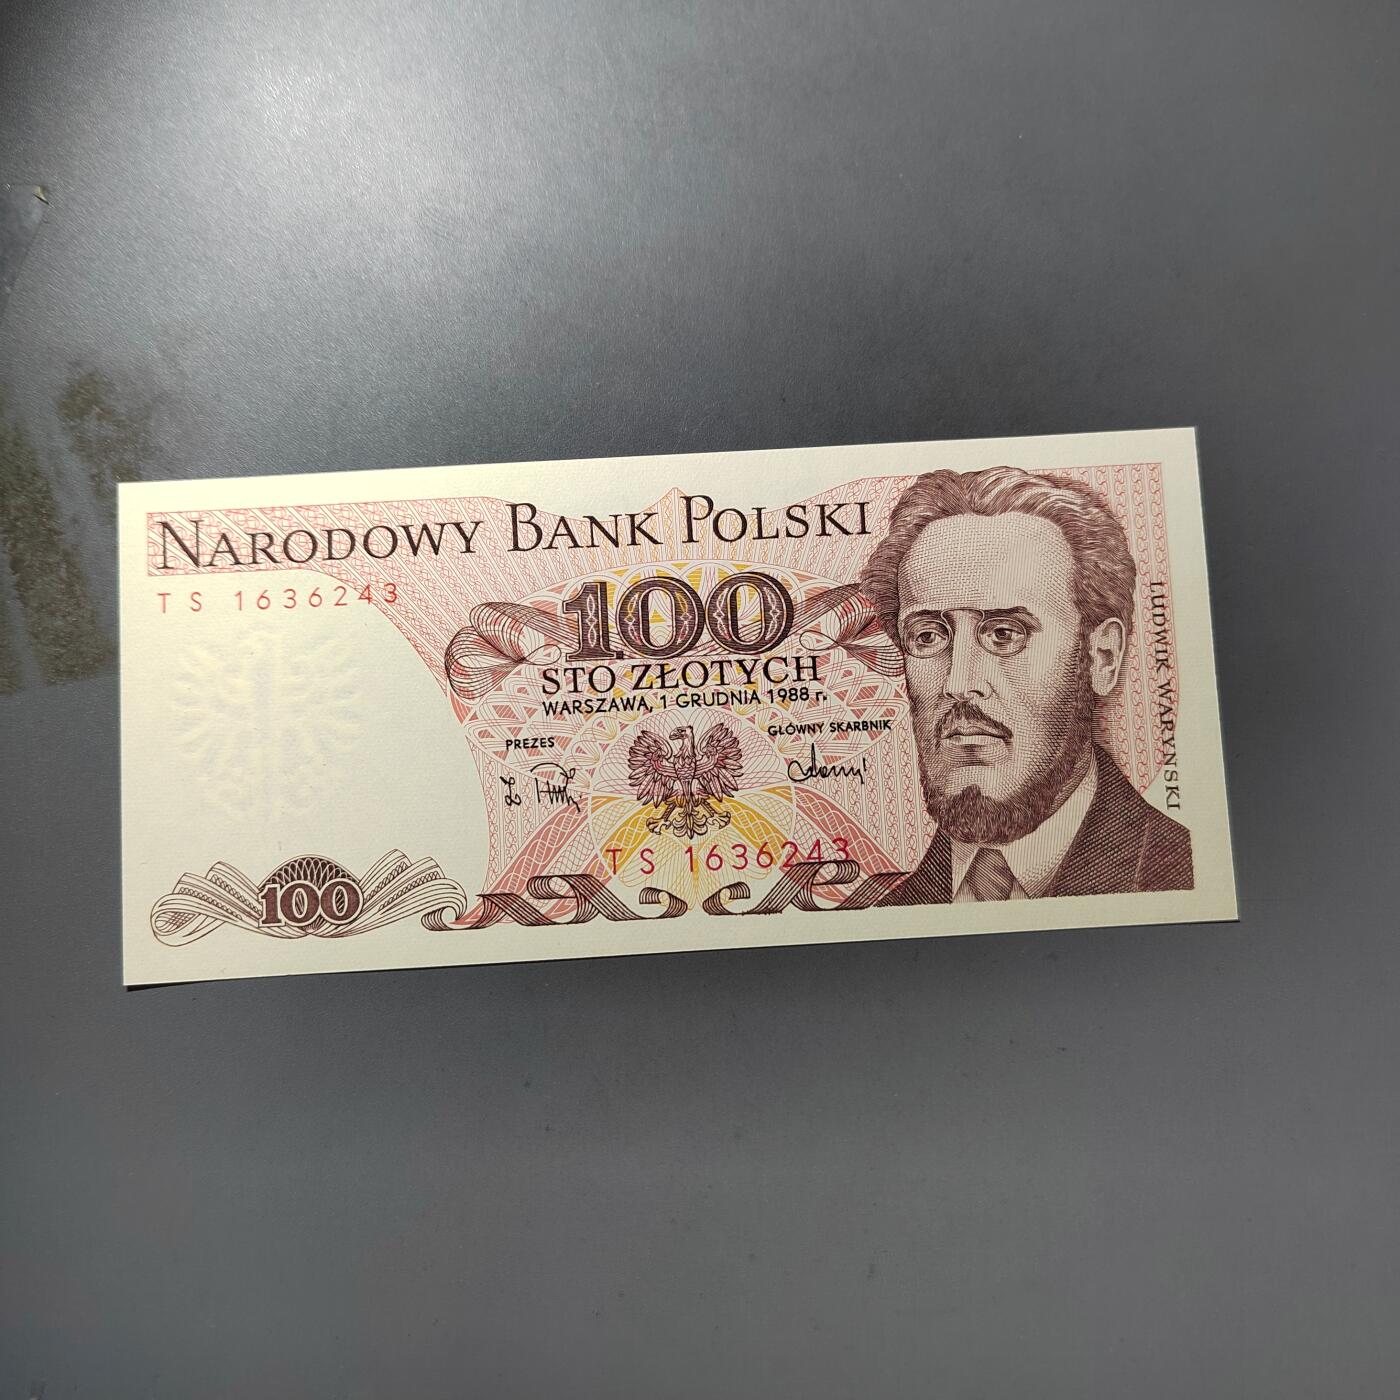 NARODOWY BANK POLSKI
TS 1636243
100
STO ZŁOTYCH
WARSZAWA, 1 GRUDNIA 1988 r.
PREZES
GŁÓWNY SKARBNIK
TS 1636243
100
LUDWIK WARYŃSKI